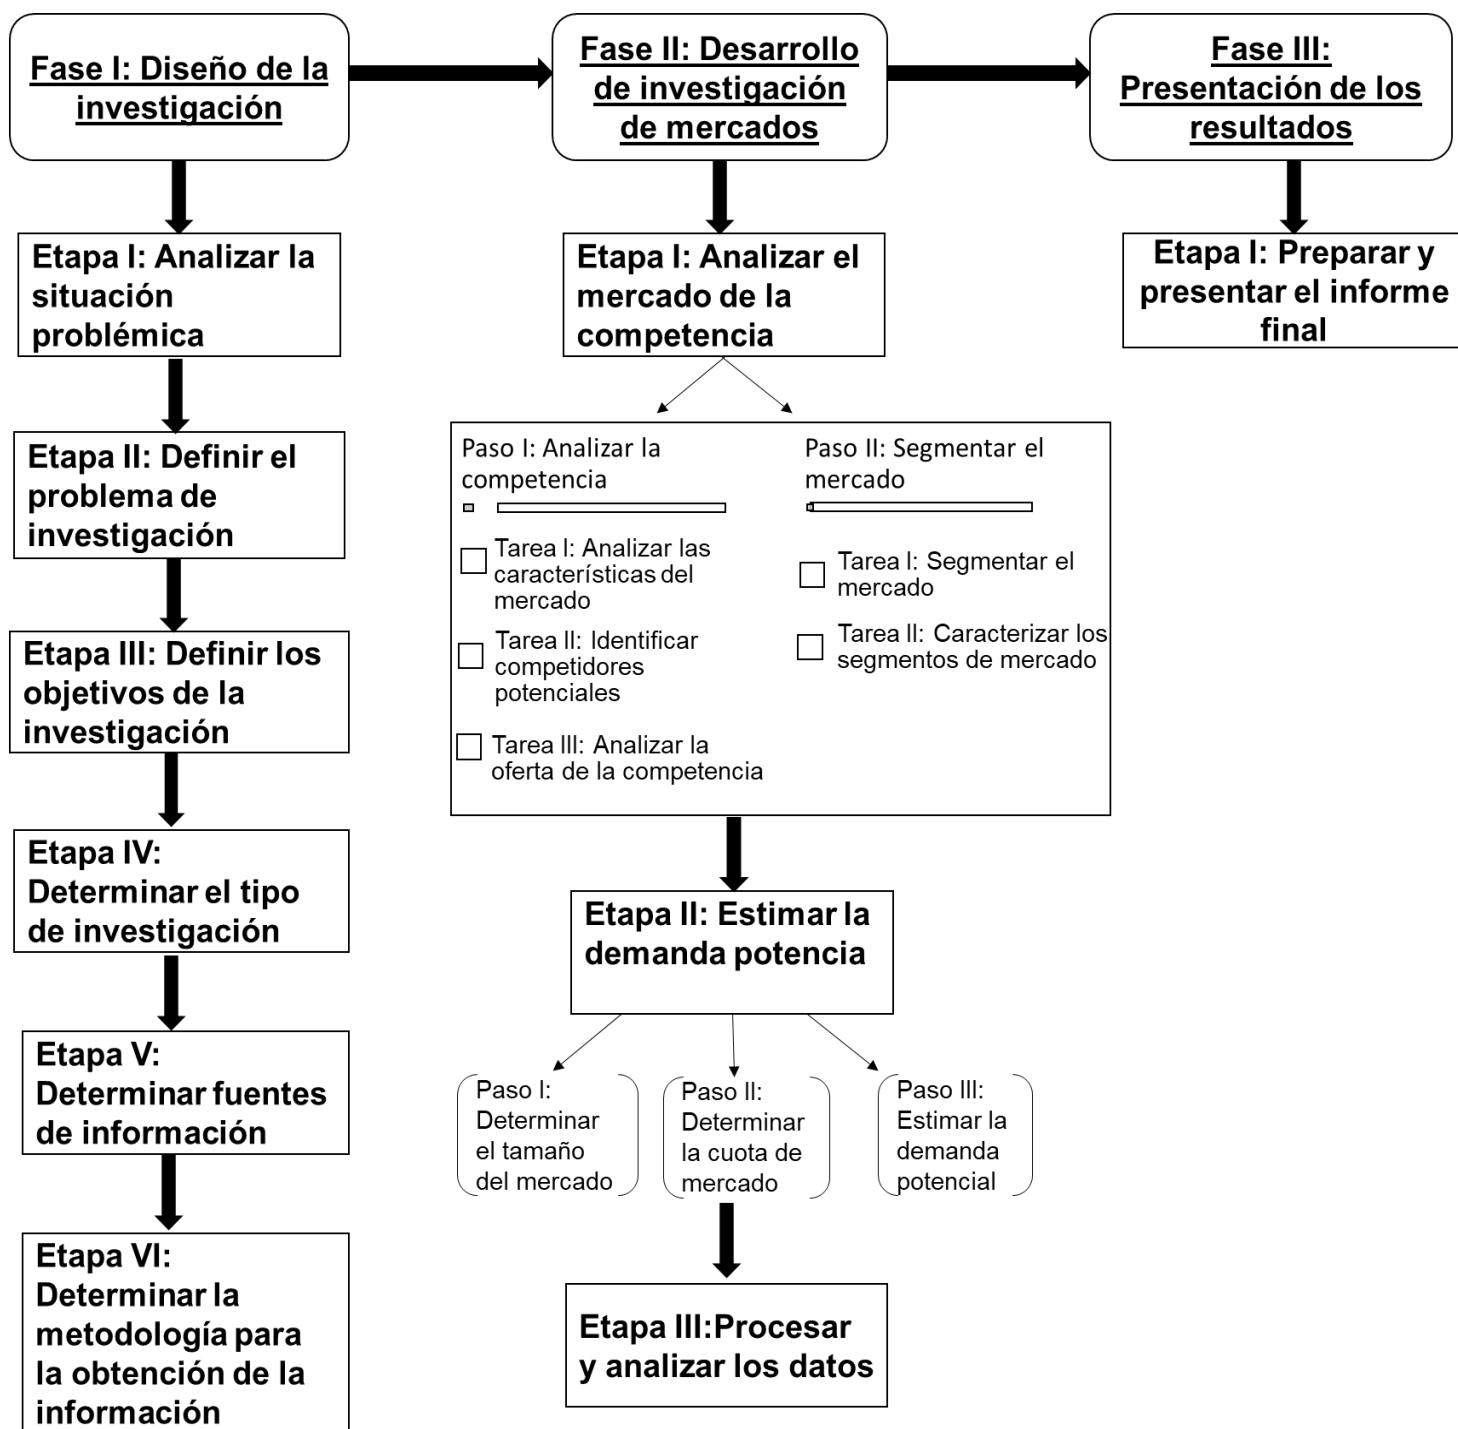 Fase I: Diseño de la
investigación
Fase II: Desarrollo
de investigación
de mercados
Fase III:
Presentación de los
resultados
Etapa I: Analizar la
situación
problémica
Etapa II: Definir el
problema de
investigación
Etapa III: Definir los
objetivos de la
investigación
Etapa IV:
Determinar el tipo
de investigación
Etapa V:
Determinar fuentes
de información
Etapa VI:
Determinar la
metodología para
la obtención de la
información
Etapa I: Analizar el
mercado de la
competencia
Paso I: Analizar la
competencia
Tarea I: Analizar las
características del
mercado
Tarea II: Identificar
competidores
potenciales
Tarea III: Analizar la
oferta de la competencia
Paso II: Segmentar el
mercado
Tarea I: Segmentar el
mercado
Tarea II: Caracterizar los
segmentos de mercado
Etapa II: Estimar la
demanda potencia
Paso I:
Determinar
el tamaño
del mercado
Paso II:
Determinar
la cuota de
mercado
Paso III:
Estimar la
demanda
potencial
Etapa III:Procesar
y analizar los datos
Etapa I: Preparar y
presentar el informe
final